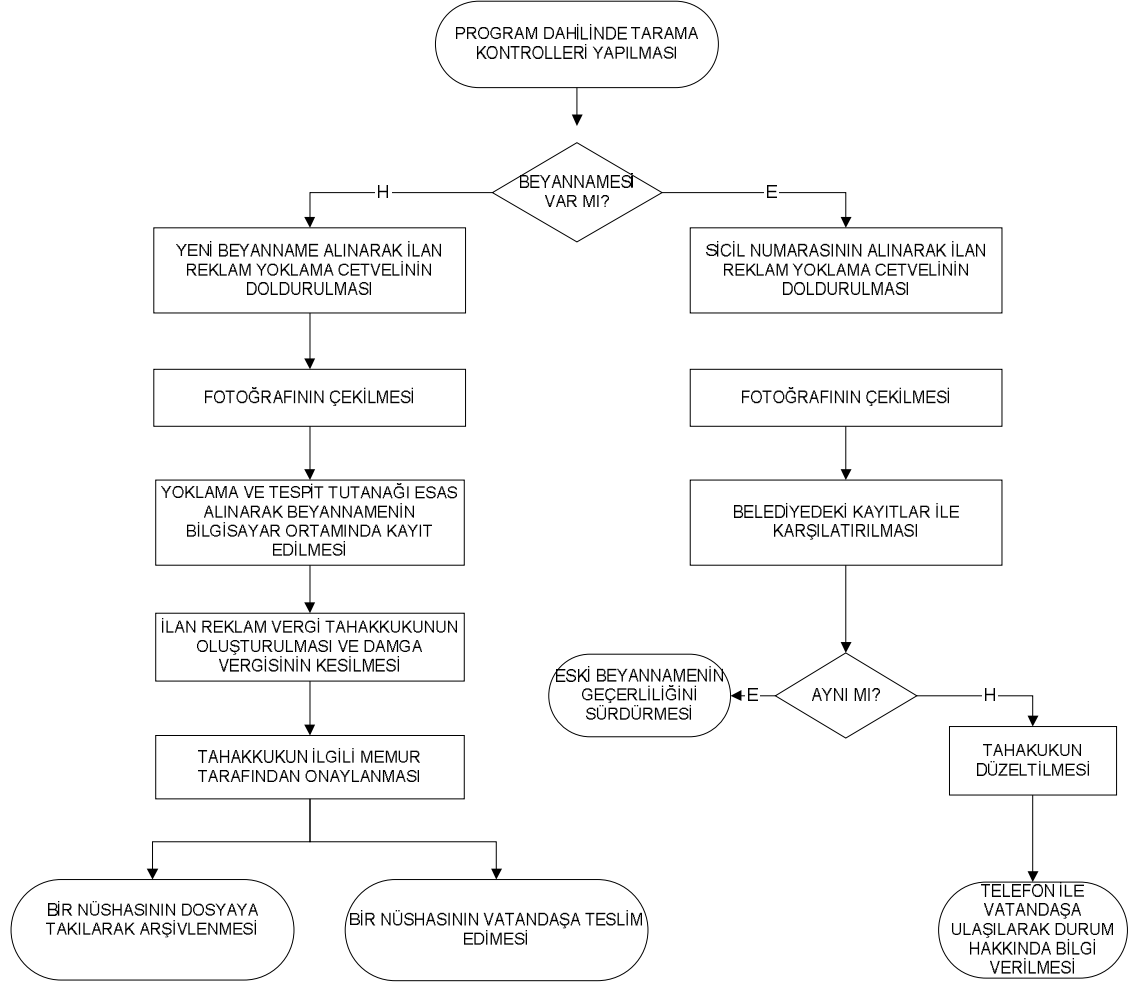 PROGRAM DAHİLİNDE TARAMA
KONTROLLERİ YAPILMASI
BEYANNAMESİ
VAR MI?
H
E
YENİ BEYANNAME ALINARAK İLAN
REKLAM YOKLAMA CETVELİNİN
DOLDURULMASI
SİCİL NUMARASININ ALINARAK İLAN
REKLAM YOKLAMA CETVELİNİN
DOLDURULMASI
FOTOĞRAFININ ÇEKİLMESİ
FOTOĞRAFININ ÇEKİLMESİ
YOKLAMA VE TESPİT TUTANAĞI ESAS
ALINARAK BEYANNAMENİN
BİLGİSAYAR ORTAMINDA KAYIT
EDİLMESİ
BELEDİYEDEKİ KAYITLAR İLE
KARŞILATIRILMASI
İLAN REKLAM VERGİ TAHAKKUKUNUN
OLUŞTURULMASI VE DAMGA
VERGİSİNİN KESİLMESİ
ESKİ BEYANNAMENİN
GEÇERLİLİĞİNİ
SÜRDÜRMESİ
E
AYNI MI?
H
TAHAKKUKUN İLGİLİ MEMUR
TARAFINDAN ONAYLANMASI
TAHAKUKUN
DÜZELTİLMESİ
BİR NÜSHASININ DOSYAYA
TAKILARAK ARŞİVLENMESİ
BİR NÜSHASININ VATANDAŞA TESLİM
EDİMESİ
TELEFON İLE
VATANDAŞA
ULAŞILARAK DURUM
HAKKINDA BİLGİ
VERİLMESİ